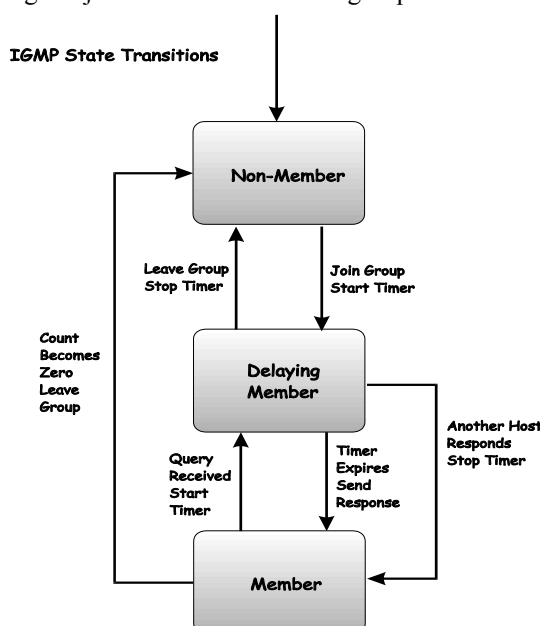 IGMP State Transitions
Non-Member
Leave Group
Stop Timer
Join Group
Start Timer
Count
Becomes
Zero
Leave
Group
Delaying
Member
Another Host
Responds
Stop Timer
Query
Received
Start
Timer
Timer
Expires
Send
Response
Member